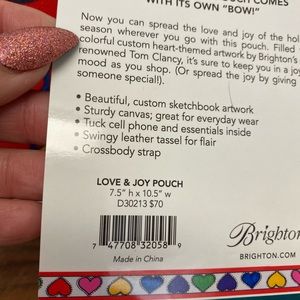 POUCH COMES
WITH ITS OWN "BOW!"
Now you can spread the love and joy of the hol
season wherever you go with this pouch. Filled
colorful custom heart-themed artwork by Brighton's
renowned Tom Clancy, it's sure to keep you in a joy
mood as you shop. (Or spread the joy by giving
someone special!).
• Beautiful, custom sketchbook artwork
• Sturdy canvas; great for everyday wear
• Tuck cell phone and essentials inside
• Swingy leather tassel for flair
• Crossbody strap
LOVE & JOY POUCH
7.5" h x 10.5" w
D30213 $70
7 47708 32058 9
Made in China
Brighton
BRIGHTON.COM